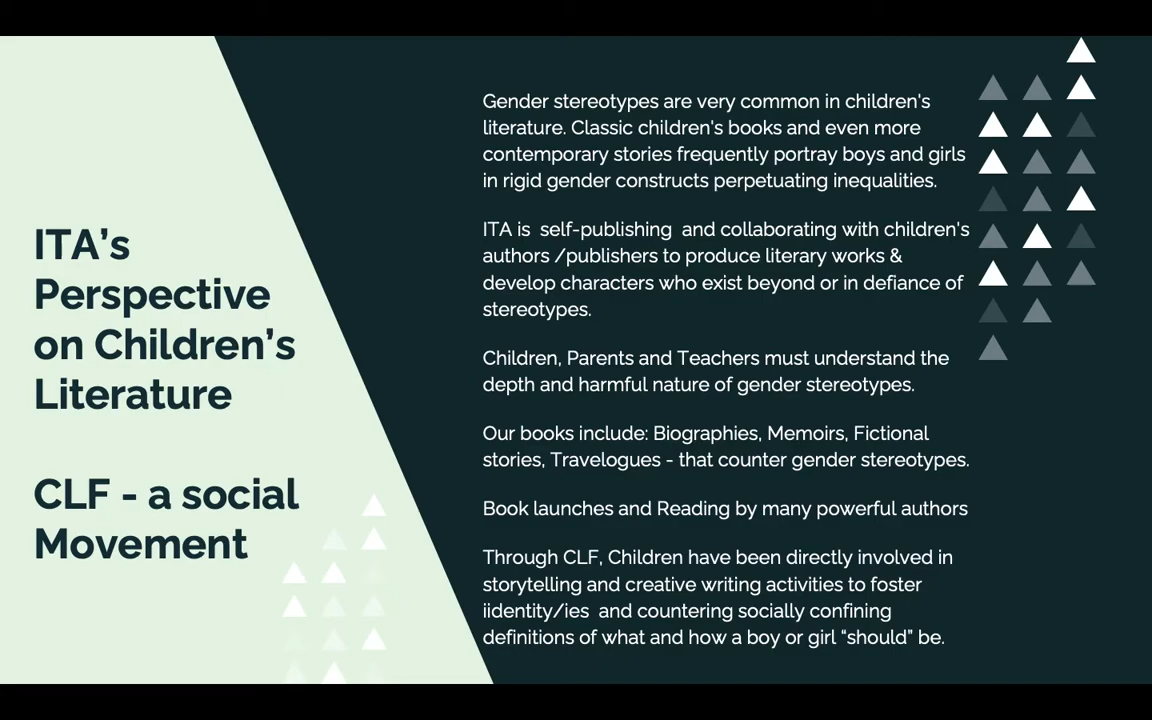 ITA's
Perspective
on Children's
Literature
CLF - a social
Movement
Gender stereotypes are very common in children's
literature. Classic children's books and even more
contemporary stories frequently portray boys and girls
in rigid gender constructs perpetuating inequalities.
ITA is  self-publishing  and collaborating with children's
authors /publishers to produce literary works &
develop characters who exist beyond or in defiance of
stereotypes.
Children, Parents and Teachers must understand the
depth and harmful nature of gender stereotypes.
Our books include: Biographies, Memoirs, Fictional
stories, Travelogues - that counter gender stereotypes.
Book launches and Reading by many powerful authors
Through CLF, Children have been directly involved in
storytelling and creative writing activities to foster
iidentity/ies  and countering socially confining
definitions of what and how a boy or girl “should” be.